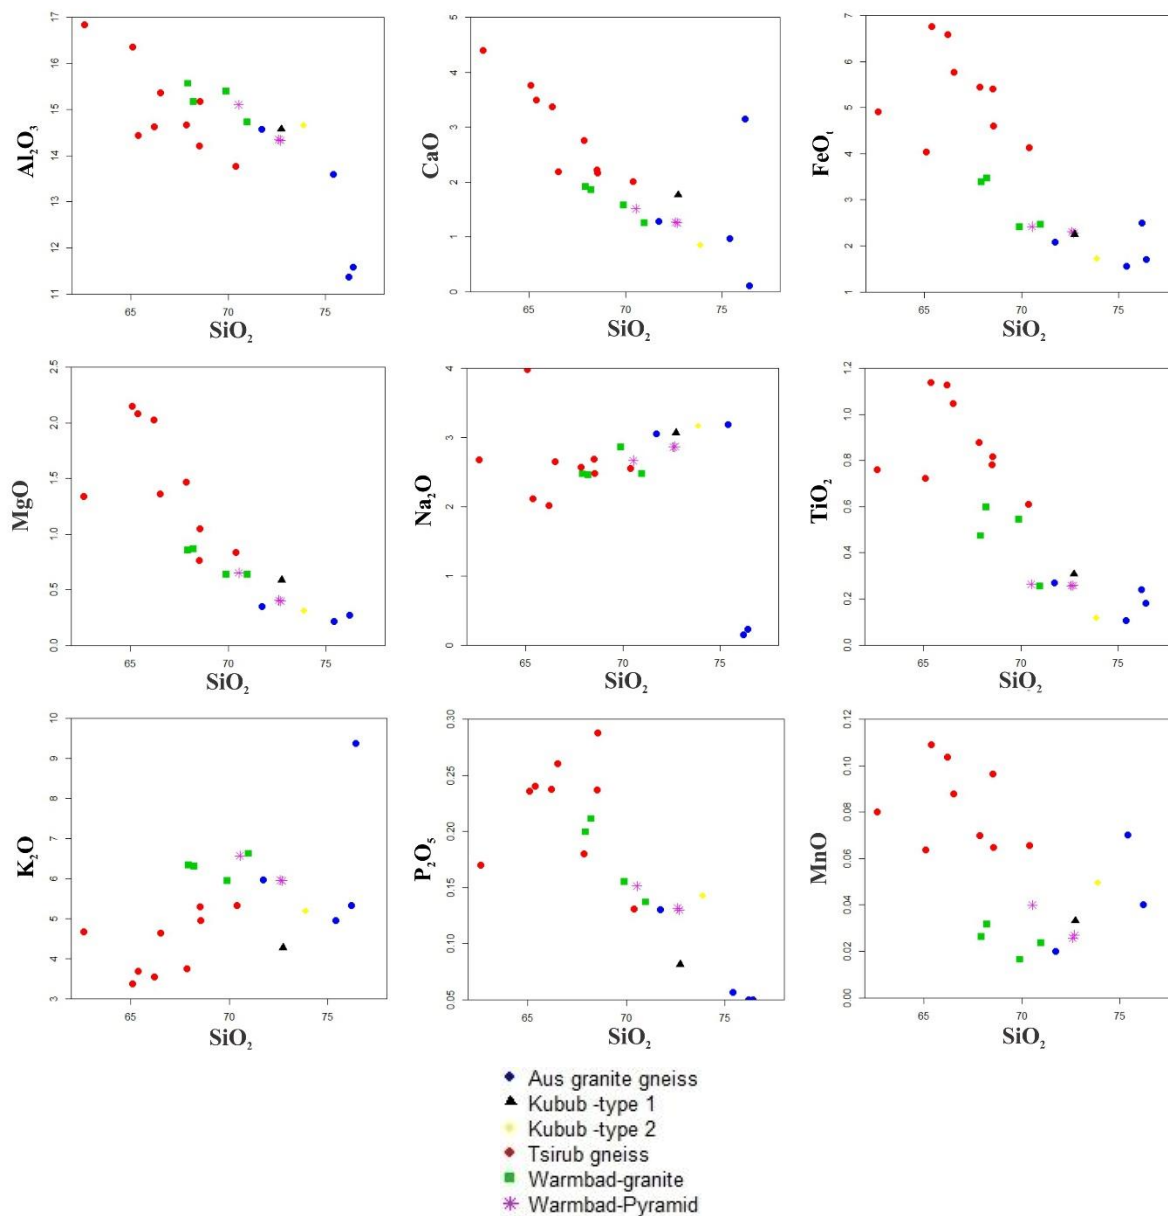 17
16
15
14
13
12
11
Al₂O₃
65 70 75
SiO₂
5
4
3
2
1
0
CaO
65 70 75
SiO₂
7
6
5
4
3
2
1
FeOₜ
65 70 75
SiO₂
2.5
2.0
1.5
1.0
0.5
0.0
MgO
65 70 75
SiO₂
4
3
2
1
0
Na₂O
65 70 75
SiO₂
1.2
1.0
0.8
0.6
0.4
0.2
0.0
TiO₂
65 70 75
SiO₂
10
9
8
7
6
5
4
3
K₂O
65 70 75
SiO₂
0.30
0.25
0.20
0.15
0.10
0.05
P₂O₅
65 70 75
SiO₂
0.12
0.10
0.08
0.06
0.04
0.02
0.00
MnO
65 70 75
SiO₂
Aus granite gneiss
Kubub -type 1
Kubub -type 2
Tsirub gneiss
Warmbad-granite
Warmbad-Pyramid